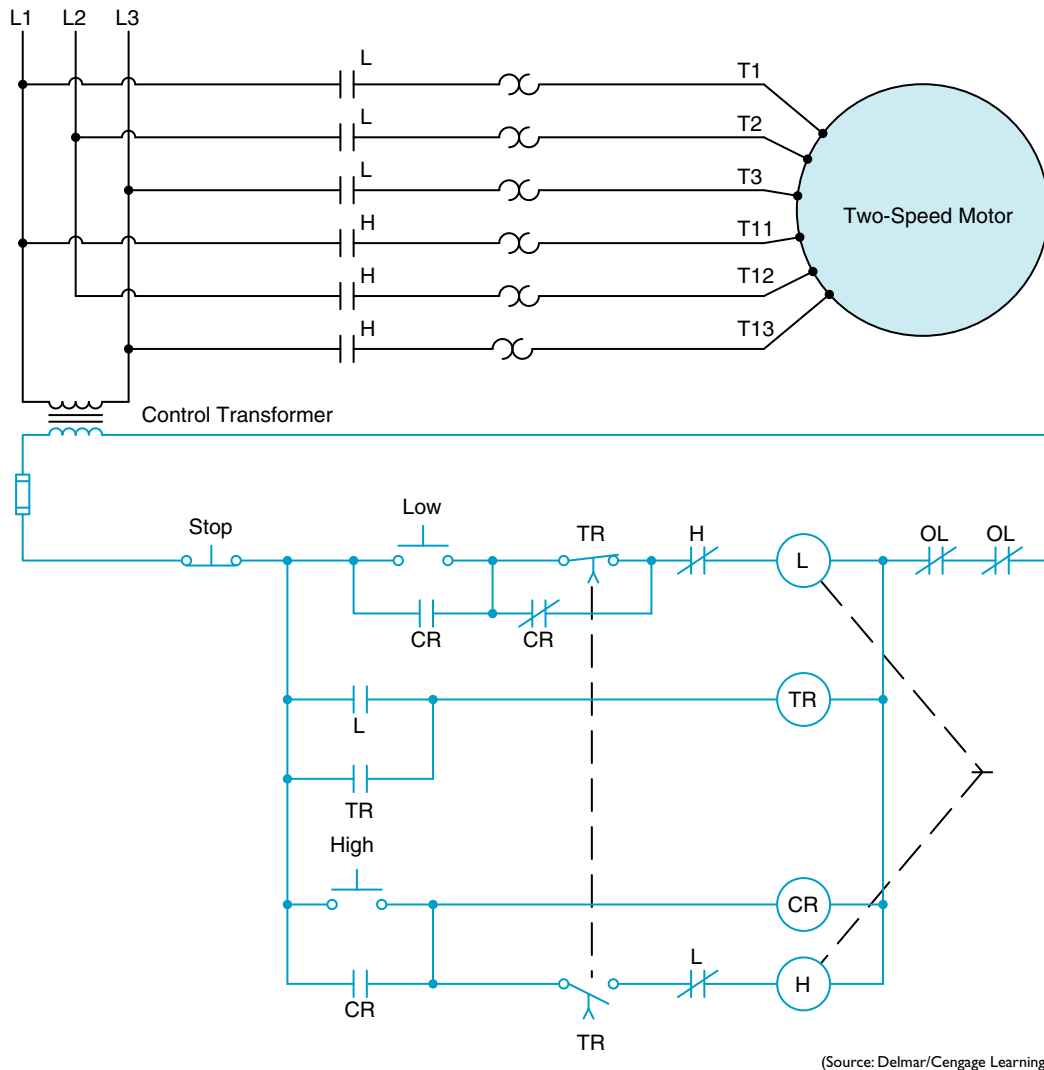 L1 L2 L3
L
T1
L
T2
L
T3
Two-Speed Motor
H
T11
H
T12
H
T13
Control Transformer
Low
Stop
TR
H
OL
OL
L
CR
CR
L
TR
TR
High
CR
L
CR
H
TR
(Source: Delmar/Cengage Learning